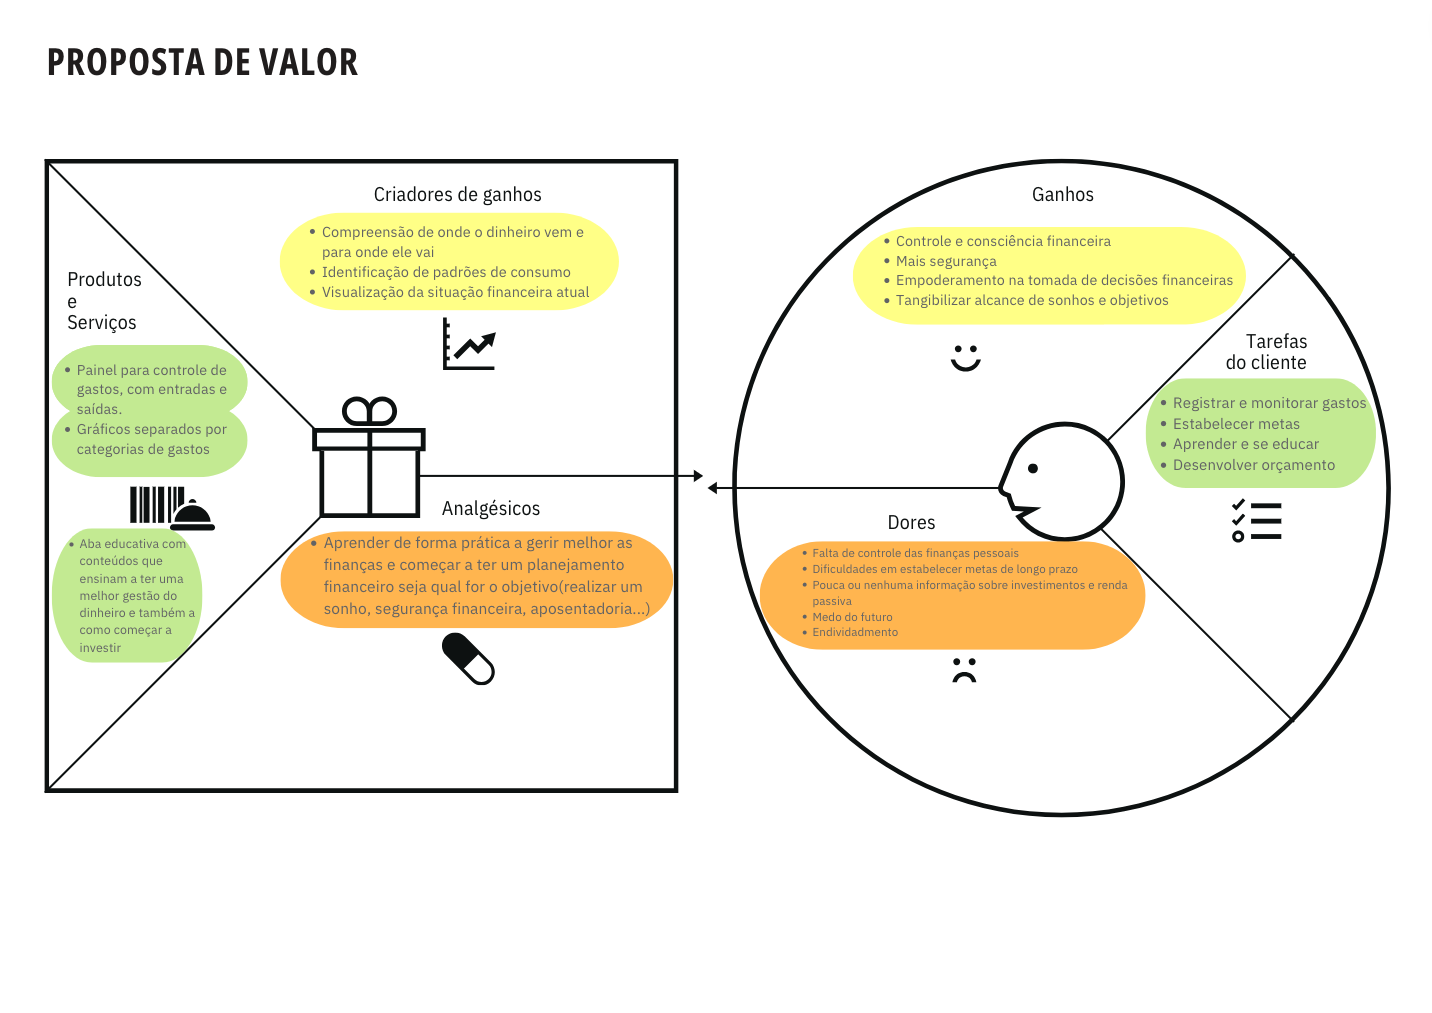 PROPOSTA DE VALOR
Criadores de ganhos
• Compreensão de onde o dinheiro vem e
para onde ele vai
• Identificação de padrões de consumo
• Visualização da situação financeira atual
Produtos
e
Serviços
• Painel para controle de
gastos, com entradas e
saídas.
• Gráficos separados por
categorias de gastos
• Aba educativa com
conteúdos que
ensinam a ter uma
melhor gestão do
dinheiro e também a
como começar a
investir
Analgésicos
• Aprender de forma prática a gerir melhor as
finanças e começar a ter um planejamento
financeiro seja qual for o objetivo(realizar um
sonho, segurança financeira, aposentadoria...)
Ganhos
• Controle e consciência financeira
• Mais segurança
• Empoderamento na tomada de decisões financeiras
• Tangibilizar alcance de sonhos e objetivos
Tarefas
do cliente
• Registrar e monitorar gastos
• Estabelecer metas
• Aprender e se educar
• Desenvolver orçamento
Dores
• Falta de controle das finanças pessoais
• Dificuldades em estabelecer metas de longo prazo
• Pouca ou nenhuma informação sobre investimentos e renda
passiva
• Medo do futuro
• Endividadmento